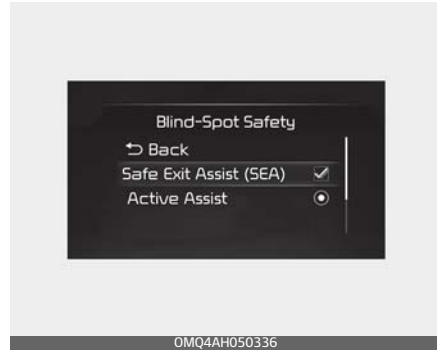 Blind-Spot Safety
Back
Safe Exit Assist (SEA)
Active Assist
OMQ4AH050336